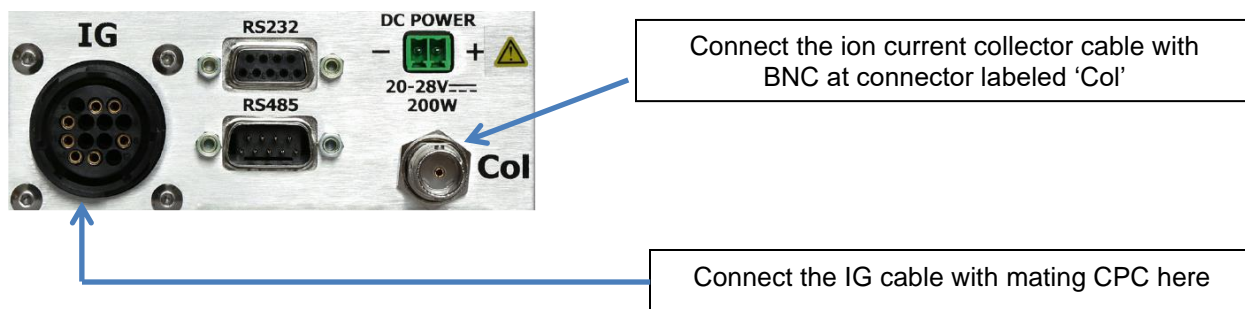 IG
RS232
RS485
DC POWER
− +
20-28V⎓
200W
Col
Connect the ion current collector cable with
BNC at connector labeled ‘Col’
Connect the IG cable with mating CPC here